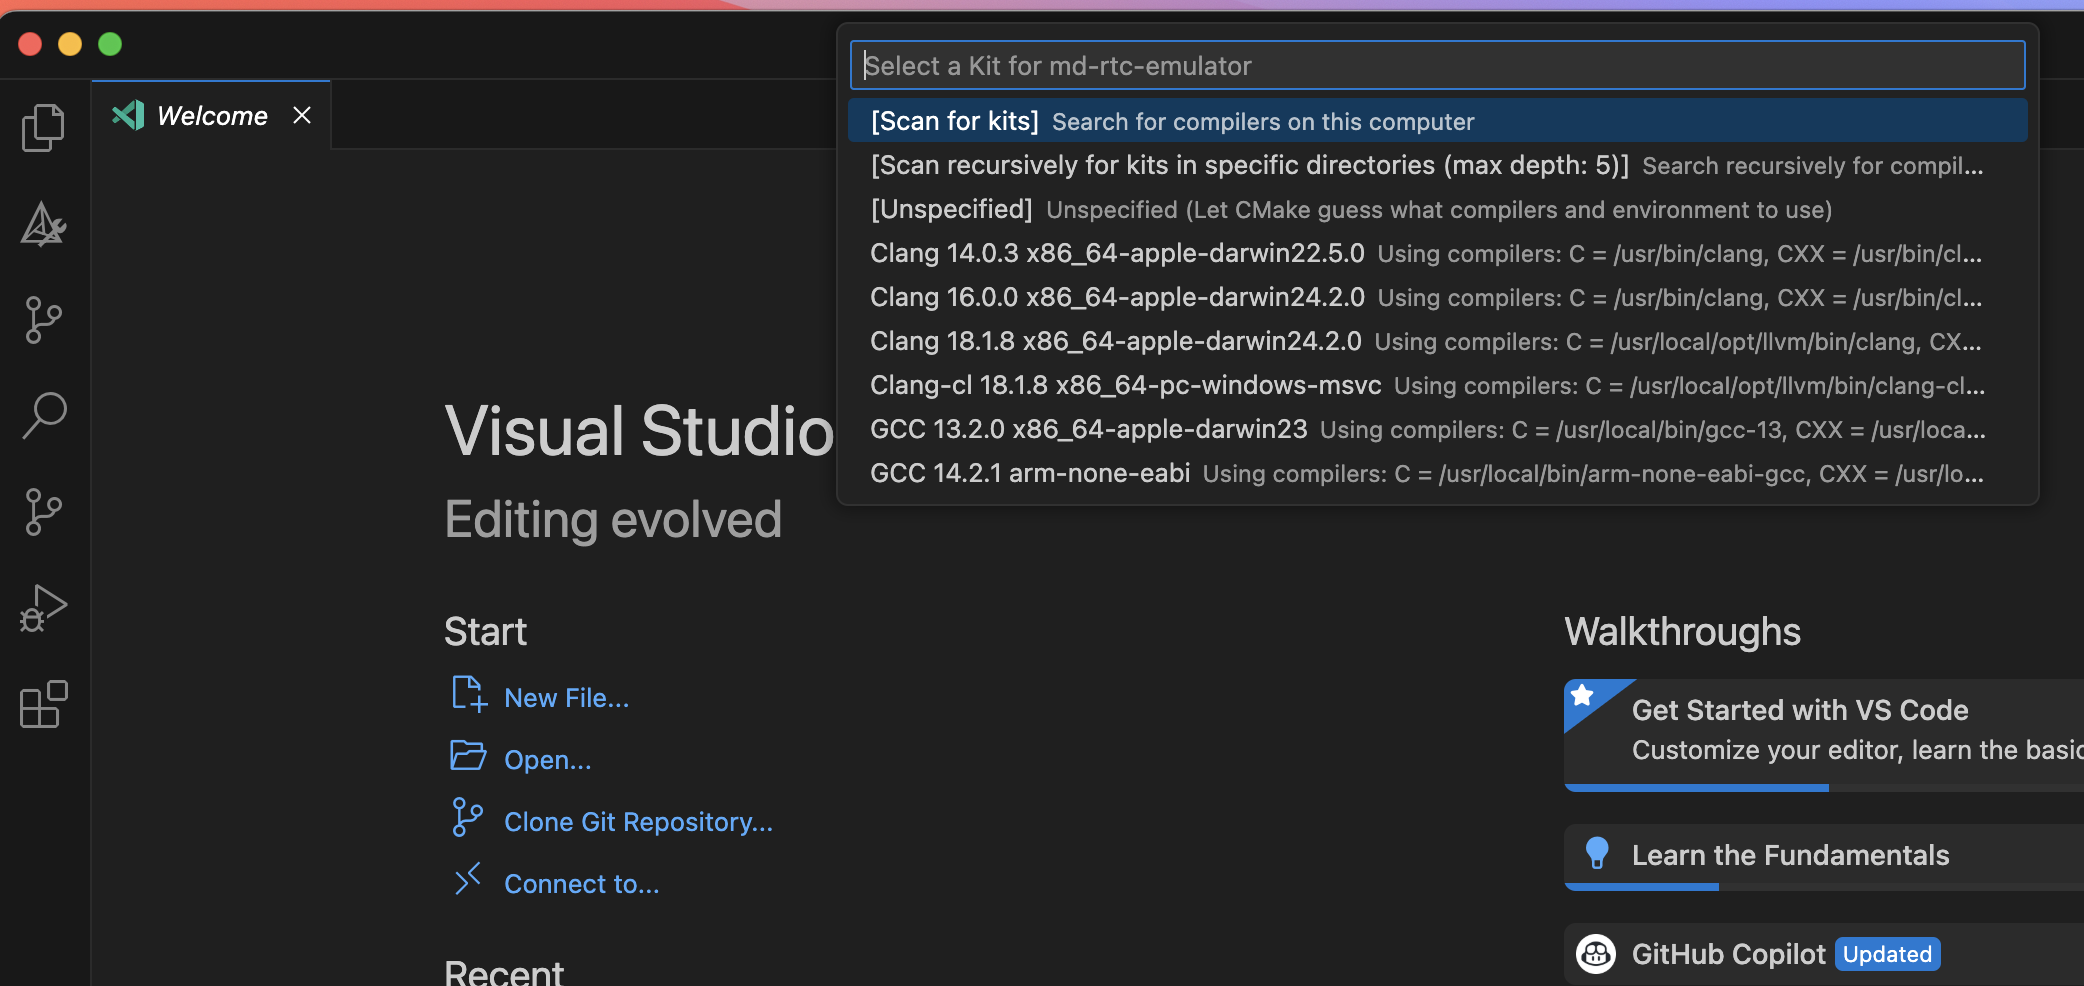 Select a Kit for md-rtc-emulator
Welcome
[Scan for kits] Search for compilers on this computer
[Scan recursively for kits in specific directories (max depth: 5)] Search recursively for compil...
[Unspecified] Unspecified (Let CMake guess what compilers and environment to use)
Clang 14.0.3 x86_64-apple-darwin22.5.0 Using compilers: C = /usr/bin/clang, CXX = /usr/bin/cl...
Clang 16.0.0 x86_64-apple-darwin24.2.0 Using compilers: C = /usr/bin/clang, CXX = /usr/bin/cl...
Clang 18.1.8 x86_64-apple-darwin24.2.0 Using compilers: C = /usr/local/opt/llvm/bin/clang, CX...
Clang-cl 18.1.8 x86_64-pc-windows-msvc Using compilers: C = /usr/local/opt/llvm/bin/clang-cl...
GCC 13.2.0 x86_64-apple-darwin23 Using compilers: C = /usr/local/bin/gcc-13, CXX = /usr/loca...
GCC 14.2.1 arm-none-eabi Using compilers: C = /usr/local/bin/arm-none-eabi-gcc, CXX = /usr/lo...
Visual Studio
Editing evolved
Start
New File...
Open...
Clone Git Repository...
Connect to...
Recent
Walkthroughs
Get Started with VS Code
Customize your editor, learn the basic
Learn the Fundamentals
GitHub Copilot Updated